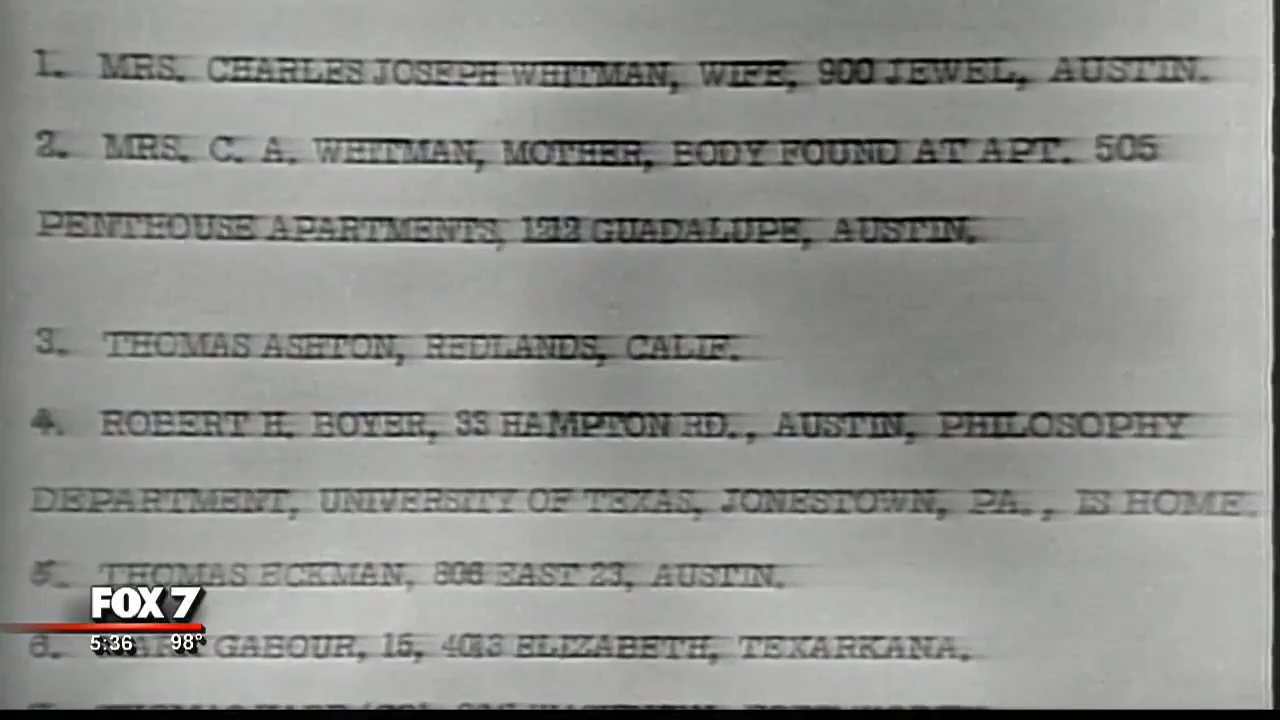 1. MRS. CHARLES JOSEPH WHITMAN, WIFE, 900 JEWEL, AUSTIN.
2. MRS. C. A. WHITMAN, MOTHER, BODY FOUND AT APT. 505
PENTHOUSE APARTMENTS, 1212 GUADALUPE, AUSTIN.
3. THOMAS ASHTON, REDLANDS, CALIF.
4. ROBERT H. BOYER, 33 HAMPTON RD., AUSTIN, PHILOSOPHY
DEPARTMENT, UNIVERSITY OF TEXAS, JONESTOWN, PA., IS HOME.
5. THOMAS ECKMAN, 806 EAST 23, AUSTIN.
FOX 7
5:36 98°
6. GABOUR, 15, ELIZABETH, TEXARKANA.